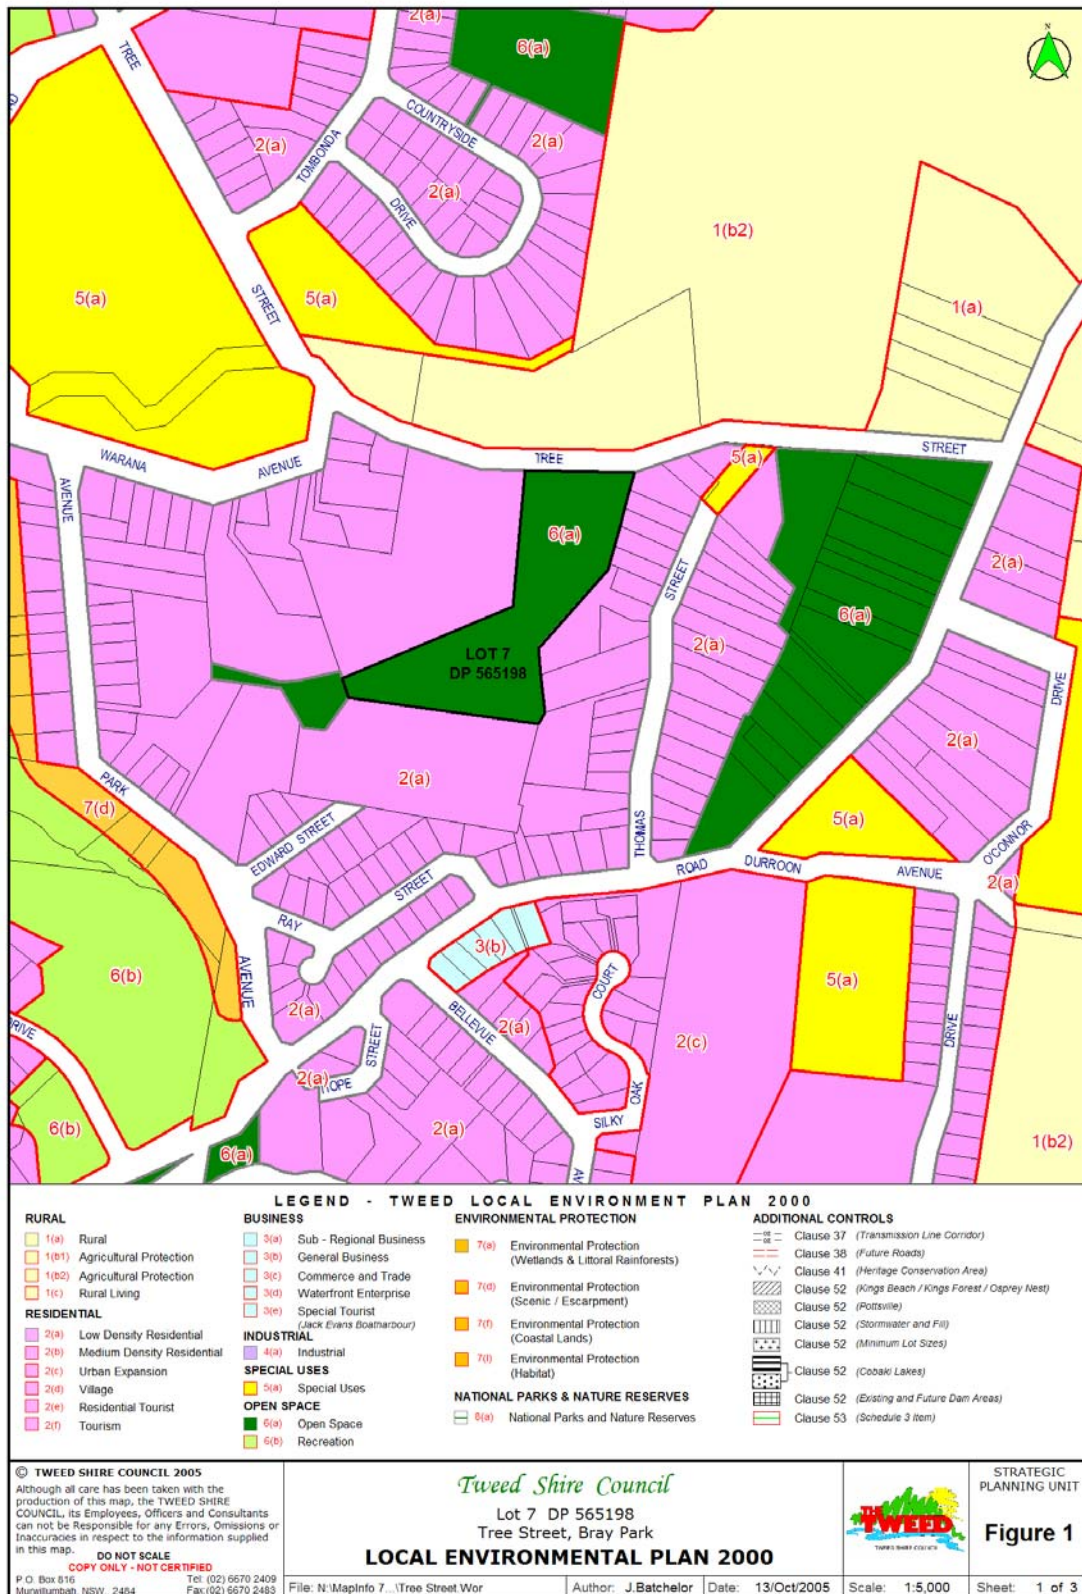 N
2(a)
6(a)
TREE
COUNTRYSIDE
2(a)
2(a)
TOMBONDA
2(a)
DRIVE
1(b2)
5(a)
5(a)
STREET
1(a)
WARANA
AVENUE
TREE
STREET
5(a)
AVENUE
6(a)
2(a)
STREET
6(a)
2(a)
LOT 7
DP 565198
DRIVE
2(a)
2(a)
PARK
7(d)
EDWARD STREET
5(a)
THOMAS
O'CONNOR
ROAD
DURROON
AVENUE
STREET
2(a)
RAY
3(b)
6(b)
AVENUE
COURT
5(a)
2(a)
BELLEVUE
2(a)
STREET
2(c)
DRIVE
2(a)
HOPE
OAK
6(b)
2(a)
SILKY
1(b2)
6(a)
LEGEND - TWEED LOCAL ENVIRONMENT PLAN 2000
RURAL
1(a) Rural
1(b1) Agricultural Protection
1(b2) Agricultural Protection
1(c) Rural Living
RESIDENTIAL
2(a) Low Density Residential
2(b) Medium Density Residential
2(c) Urban Expansion
2(d) Village
2(e) Residential Tourist
2(f) Tourism
BUSINESS
3(a) Sub - Regional Business
3(b) General Business
3(c) Commerce and Trade
3(d) Waterfront Enterprise
3(e) Special Tourist
(Jack Evans Boatharbour)
INDUSTRIAL
4(a) Industrial
SPECIAL USES
5(a) Special Uses
OPEN SPACE
6(a) Open Space
6(b) Recreation
ENVIRONMENTAL PROTECTION
7(a) Environmental Protection
(Wetlands & Littoral Rainforests)
7(d) Environmental Protection
(Scenic / Escarpment)
7(f) Environmental Protection
(Coastal Lands)
7(l) Environmental Protection
(Habitat)
NATIONAL PARKS & NATURE RESERVES
8(a) National Parks and Nature Reserves
ADDITIONAL CONTROLS
Clause 37 (Transmission Line Corridor)
Clause 38 (Future Roads)
Clause 41 (Heritage Conservation Area)
Clause 52 (Kings Beach / Kings Forest / Osprey Nest)
Clause 52 (Pottsville)
Clause 52 (Stormwater and Fill)
Clause 52 (Minimum Lot Sizes)
Clause 52 (Cobaki Lakes)
Clause 52 (Existing and Future Dam Areas)
Clause 53 (Schedule 3 Item)
© TWEED SHIRE COUNCIL 2005
Although all care has been taken with the
production of this map, the TWEED SHIRE
COUNCIL, its Employees, Officers and Consultants
can not be Responsible for any Errors, Omissions or
Inaccuracies in respect to the information supplied
in this map.
DO NOT SCALE
COPY ONLY - NOT CERTIFIED
P.O. Box 816
Murwillumbah NSW 2484
Tel: (02) 6670 2409
Fax:(02) 6670 2483
Tweed Shire Council
Lot 7 DP 565198
Tree Street, Bray Park
LOCAL ENVIRONMENTAL PLAN 2000
File: N:\MapInfo 7...\Tree Street.Wor
Author: J.Batchelor
Date: 13/Oct/2005
THE TWEED
TWEED SHIRE COUNCIL
Scale: 1:5,000
STRATEGIC
PLANNING UNIT
Figure 1
Sheet: 1 of 3